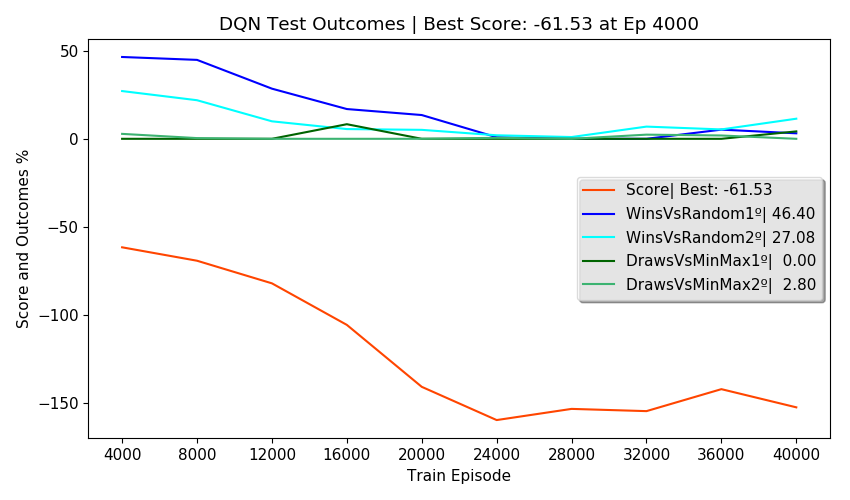 DQN Test Outcomes | Best Score: -61.53 at Ep 4000
Score and Outcomes %
50
0
−50
−100
−150
Score| Best: -61.53
WinsVsRandom1º| 46.40
WinsVsRandom2º| 27.08
DrawsVsMinMax1º|  0.00
DrawsVsMinMax2º|  2.80
4000 8000 12000 16000 20000 24000 28000 32000 36000 40000
Train Episode